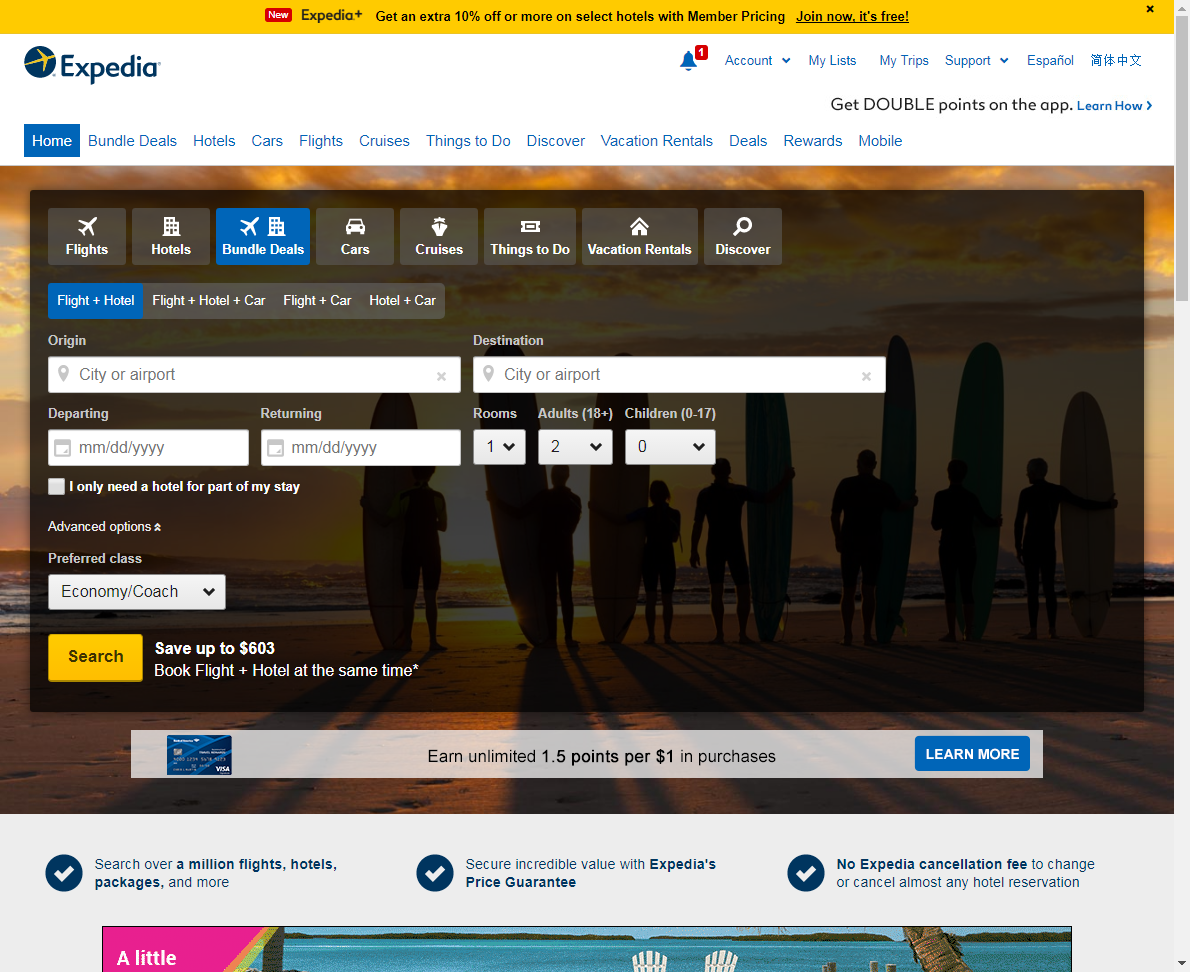 New Expedia+ Get an extra 10% off or more on select hotels with Member Pricing Join now, it's free!
Expedia
1 Account My Lists My Trips Support Español 简体中文
Get DOUBLE points on the app. Learn How
Home Bundle Deals Hotels Cars Flights Cruises Things to Do Discover Vacation Rentals Deals Rewards Mobile
Flights Hotels Bundle Deals Cars Cruises Things to Do Vacation Rentals Discover
Flight + Hotel Flight + Hotel + Car Flight + Car Hotel + Car
Origin Destination
City or airport City or airport
Departing Returning Rooms Adults (18+) Children (0-17)
mm/dd/yyyy mm/dd/yyyy 1 2 0
I only need a hotel for part of my stay
Advanced options
Preferred class
Economy/Coach
Search
Save up to $603
Book Flight + Hotel at the same time*
VISA
Earn unlimited 1.5 points per $1 in purchases
LEARN MORE
Search over a million flights, hotels,
packages, and more
Secure incredible value with Expedia's
Price Guarantee
No Expedia cancellation fee to change
or cancel almost any hotel reservation
A little